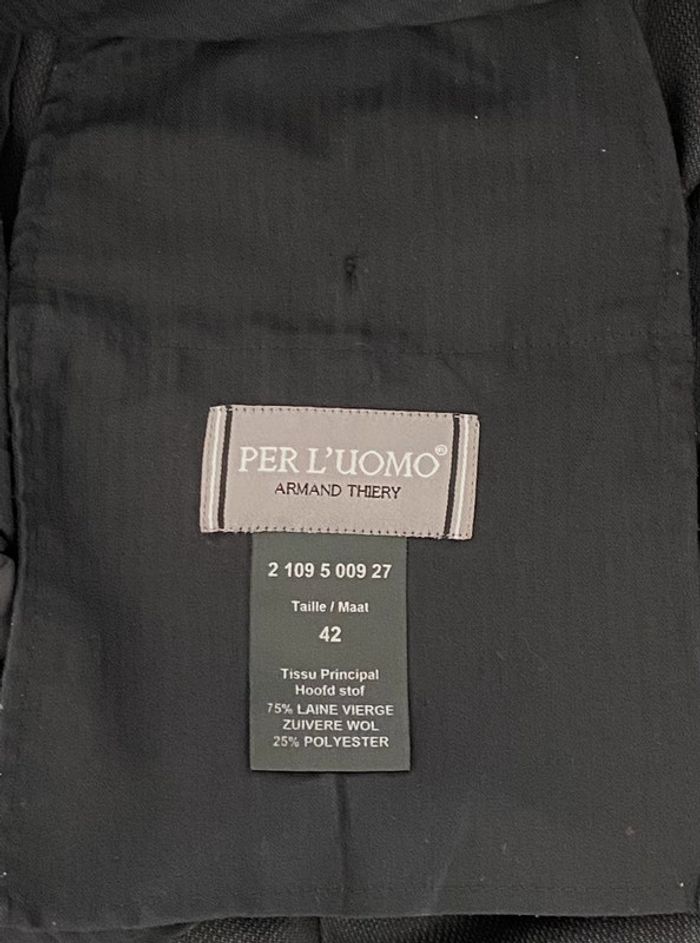 PER L'UOMO®
ARMAND THIERY
2 109 5 009 27
Taille / Maat
42
Tissu Principal
Hoofd stof
75% LAINE VIERGE
ZUIVERE WOL
25% POLYESTER